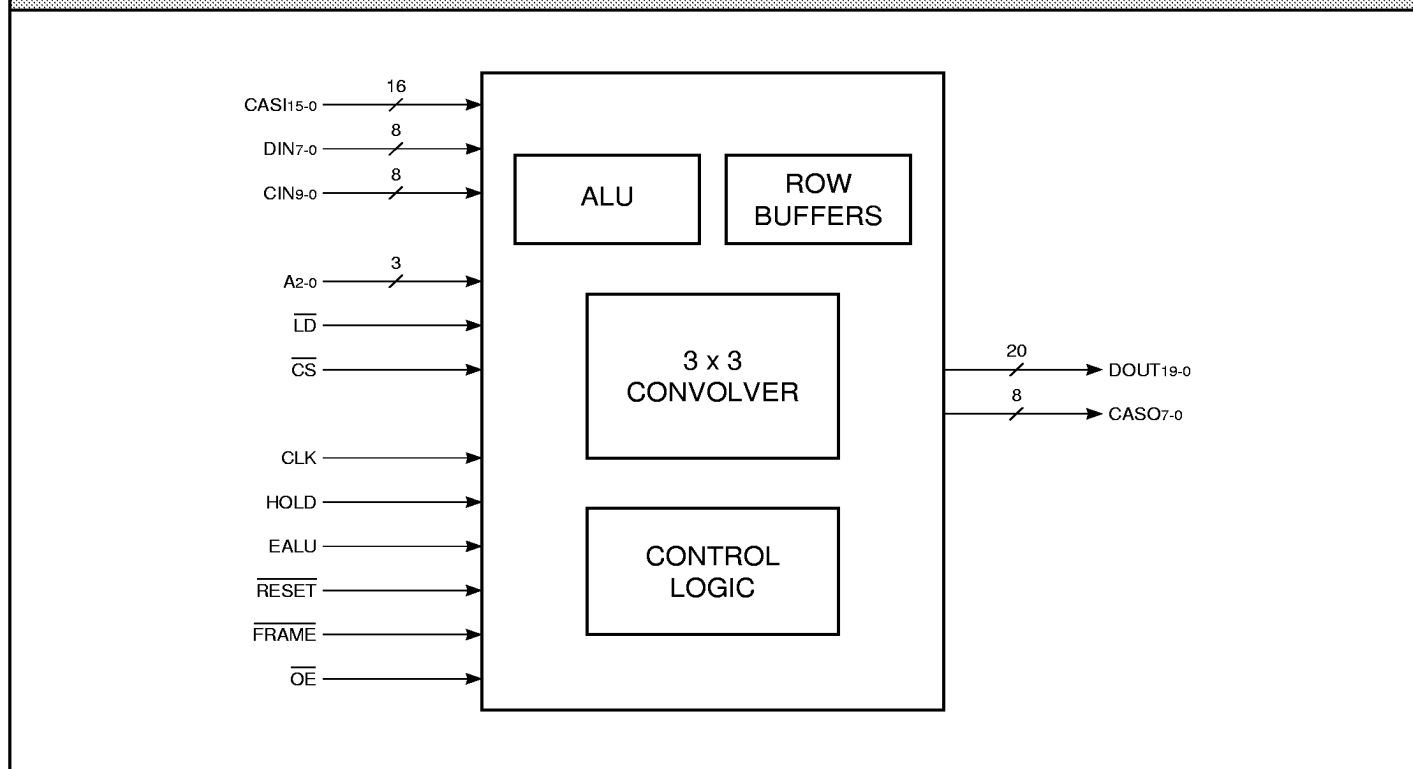 16
CASI15-0
8
DIN7-0
8
CIN9-0
ALU
ROW
BUFFERS
3
A2-0
LD
CS
3 x 3
CONVOLVER
20
DOUT19-0
8
CASO7-0
CLK
HOLD
EALU
RESET
FRAME
OE
CONTROL
LOGIC